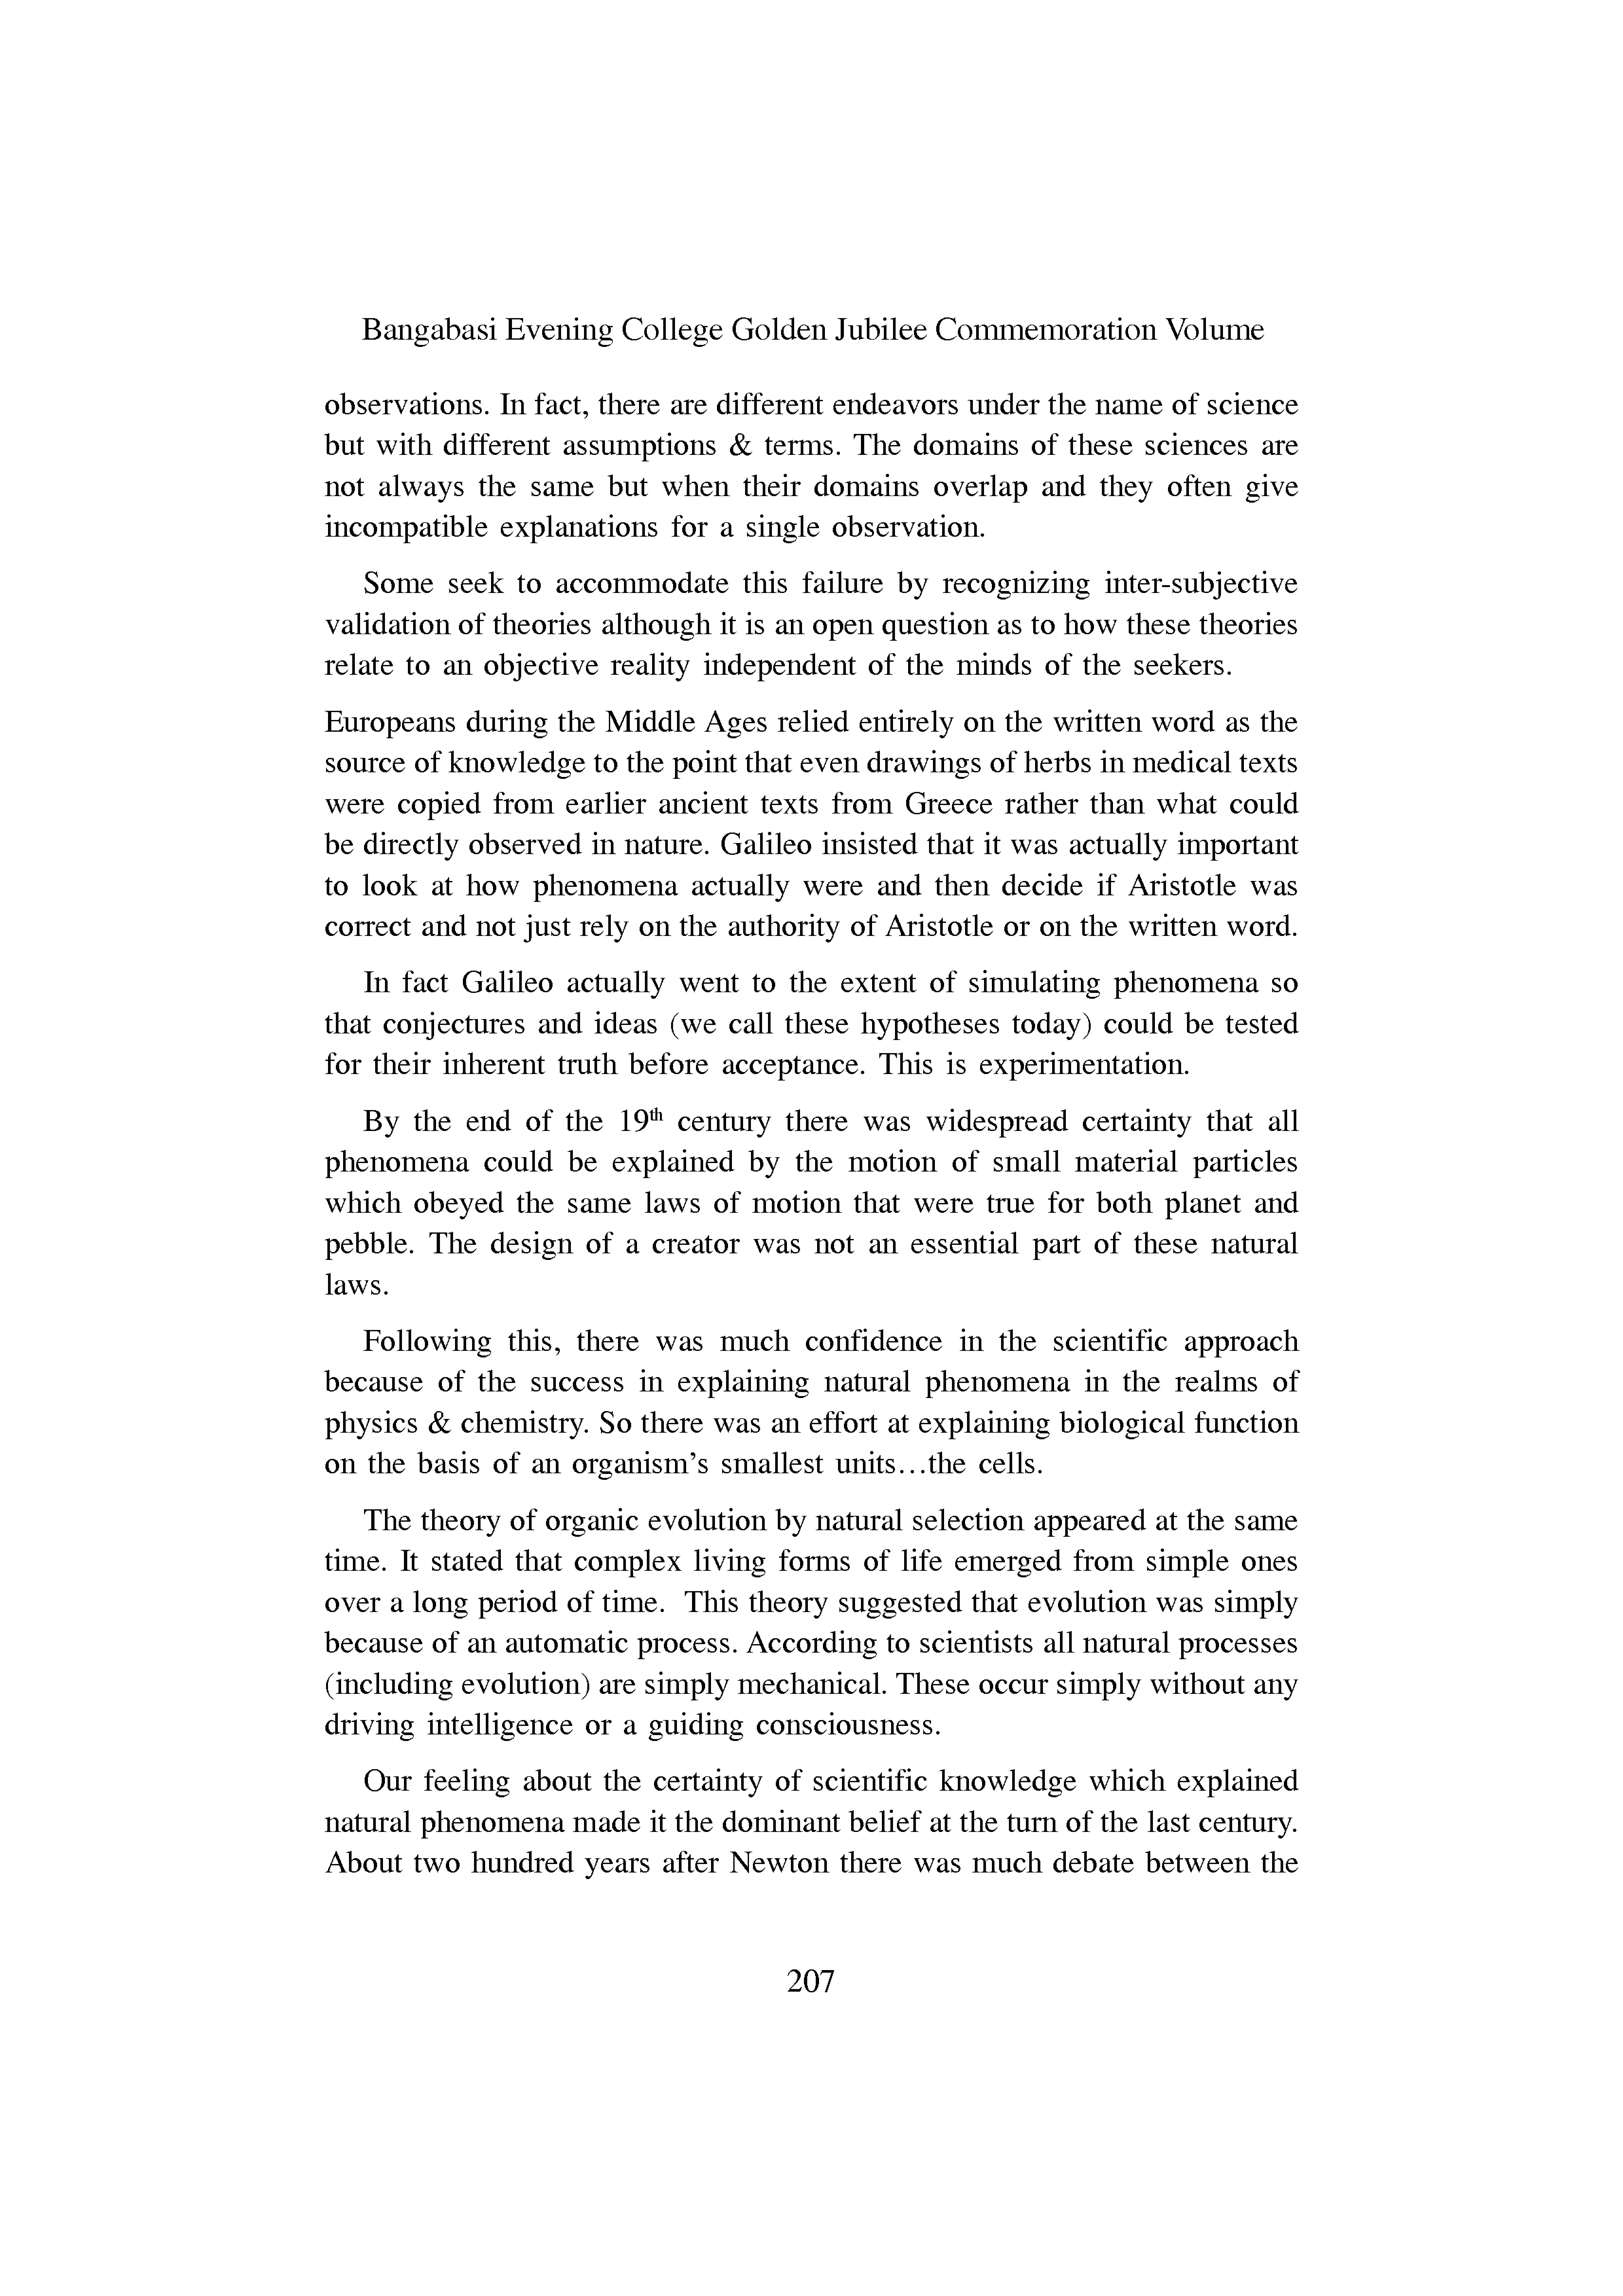 Bangabasi Evening College Golden Jubilee Commemoration Volume
observations. In fact, there are different endeavors under the name of science
but with different assumptions & terms. The domains of these sciences are
not always the same but when their domains overlap and they often give
incompatible explanations for a single observation.
Some seek to accommodate this failure by recognizing inter-subjective
validation of theories although it is an open question as to how these theories
relate to an objective reality independent of the minds of the seekers.
Europeans during the Middle Ages relied entirely on the written word as the
source of knowledge to the point that even drawings of herbs in medical texts
were copied from earlier ancient texts from Greece rather than what could
be directly observed in nature. Galileo insisted that it was actually important
to look at how phenomena actually were and then decide if Aristotle was
correct and not just rely on the authority of Aristotle or on the written word.
In fact Galileo actually went to the extent of simulating phenomena so
that conjectures and ideas (we call these hypotheses today) could be tested
for their inherent truth before acceptance. This is experimentation.
By the end of the 19th century there was widespread certainty that all
phenomena could be explained by the motion of small material particles
which obeyed the same laws of motion that were true for both planet and
pebble. The design of a creator was not an essential part of these natural
laws.
Following this, there was much confidence in the scientific approach
because of the success in explaining natural phenomena in the realms of
physics & chemistry. So there was an effort at explaining biological function
on the basis of an organism’s smallest units…the cells.
The theory of organic evolution by natural selection appeared at the same
time. It stated that complex living forms of life emerged from simple ones
over a long period of time.  This theory suggested that evolution was simply
because of an automatic process. According to scientists all natural processes
(including evolution) are simply mechanical. These occur simply without any
driving intelligence or a guiding consciousness.
Our feeling about the certainty of scientific knowledge which explained
natural phenomena made it the dominant belief at the turn of the last century.
About two hundred years after Newton there was much debate between the
207